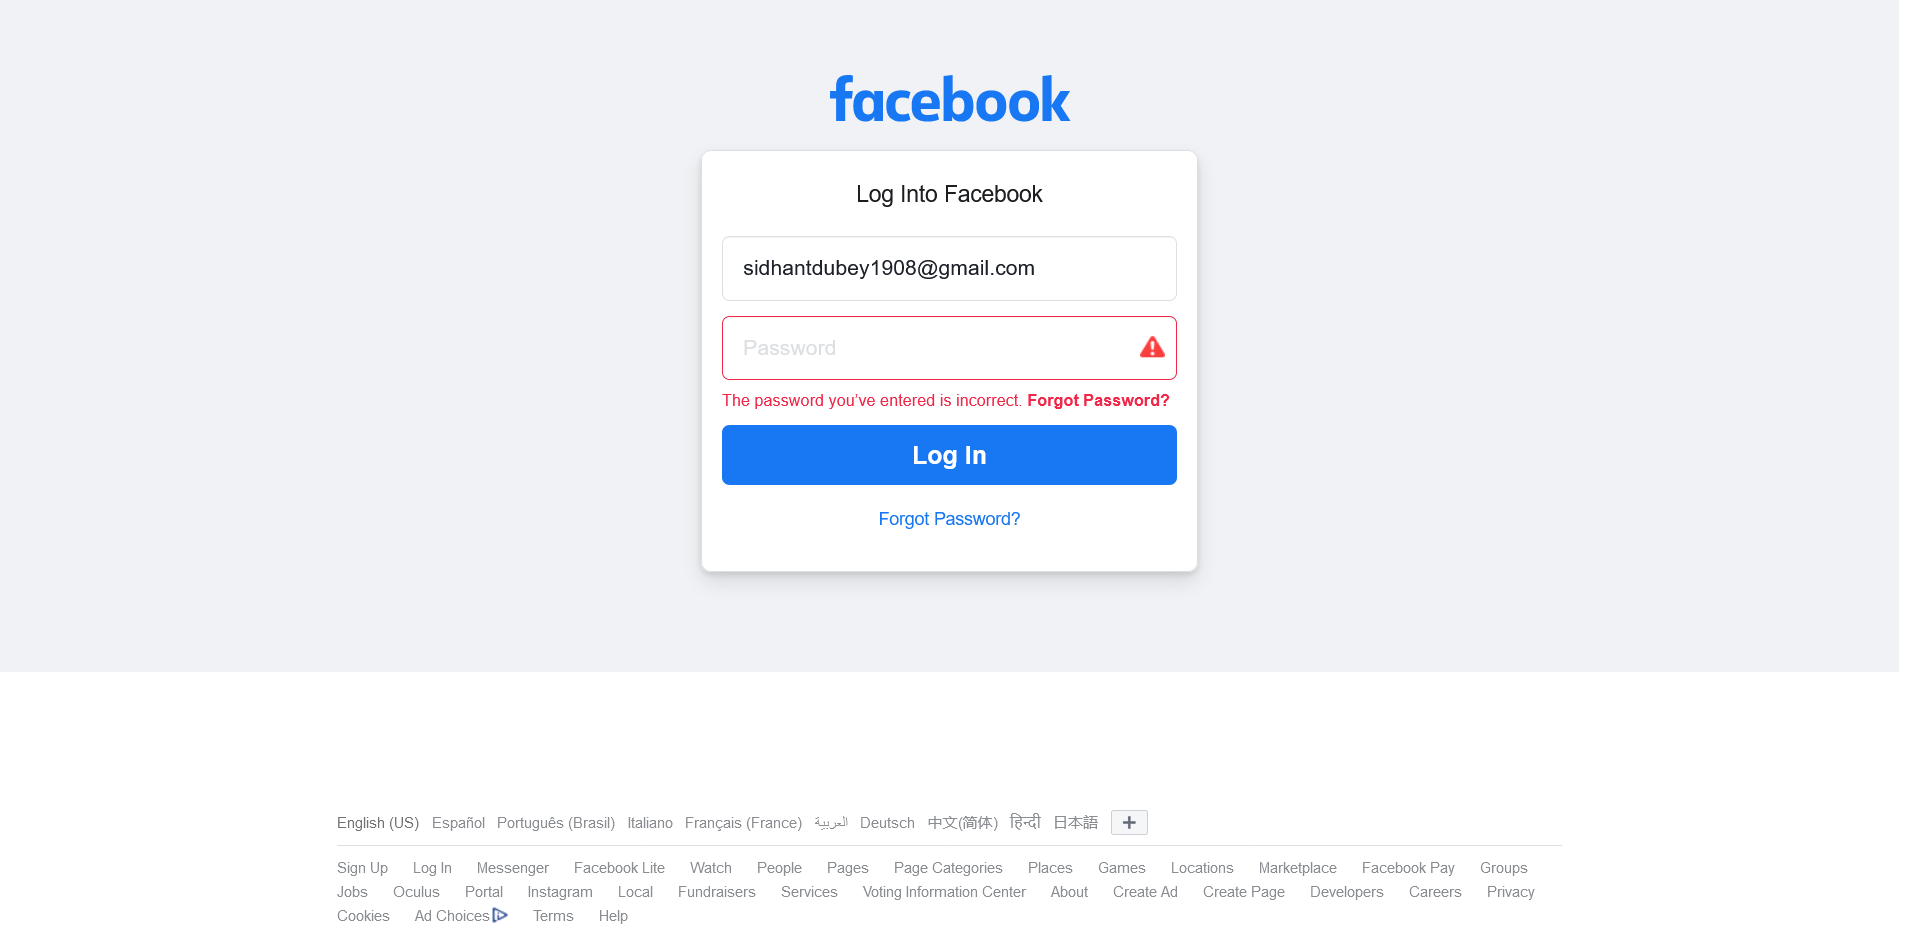 facebook
Log Into Facebook
sidhantdubey1908@gmail.com
Password
The password you've entered is incorrect. Forgot Password?
Log In
Forgot Password?
English (US) Español Português (Brasil) Italiano Français (France) العربية Deutsch 中文(简体) हिन्दी 日本語
Sign Up Log In Messenger Facebook Lite Watch People Pages Page Categories Places Games Locations Marketplace Facebook Pay Groups
Jobs Oculus Portal Instagram Local Fundraisers Services Voting Information Center About Create Ad Create Page Developers Careers Privacy
Cookies Ad Choices Terms Help